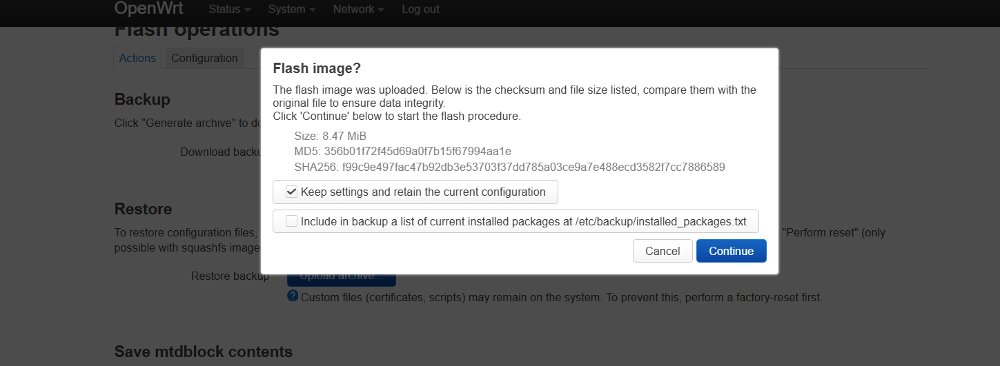 OpenWrt Status System Network Log out
Flash operations
Actions Configuration
Flash image?
The flash image was uploaded. Below is the checksum and file size listed, compare them with the
original file to ensure data integrity.
Click 'Continue' below to start the flash procedure.
Size: 8.47 MiB
MD5: 356b01f72f45d69a0f7b15f67994aa1e
SHA256: f99c9e497fac47b92db3e53703f37dd785a03ce9a7e488ecd3582f7cc7886589
Keep settings and retain the current configuration
Include in backup a list of current installed packages at /etc/backup/installed_packages.txt
Cancel Continue
Backup
Click "Generate archive" to do
Download backu
Restore
To restore configuration files, "Perform reset" (only
possible with squashfs image
Restore backup Upload archive...
Custom files (certificates, scripts) may remain on the system. To prevent this, perform a factory-reset first.
Save mtdblock contents